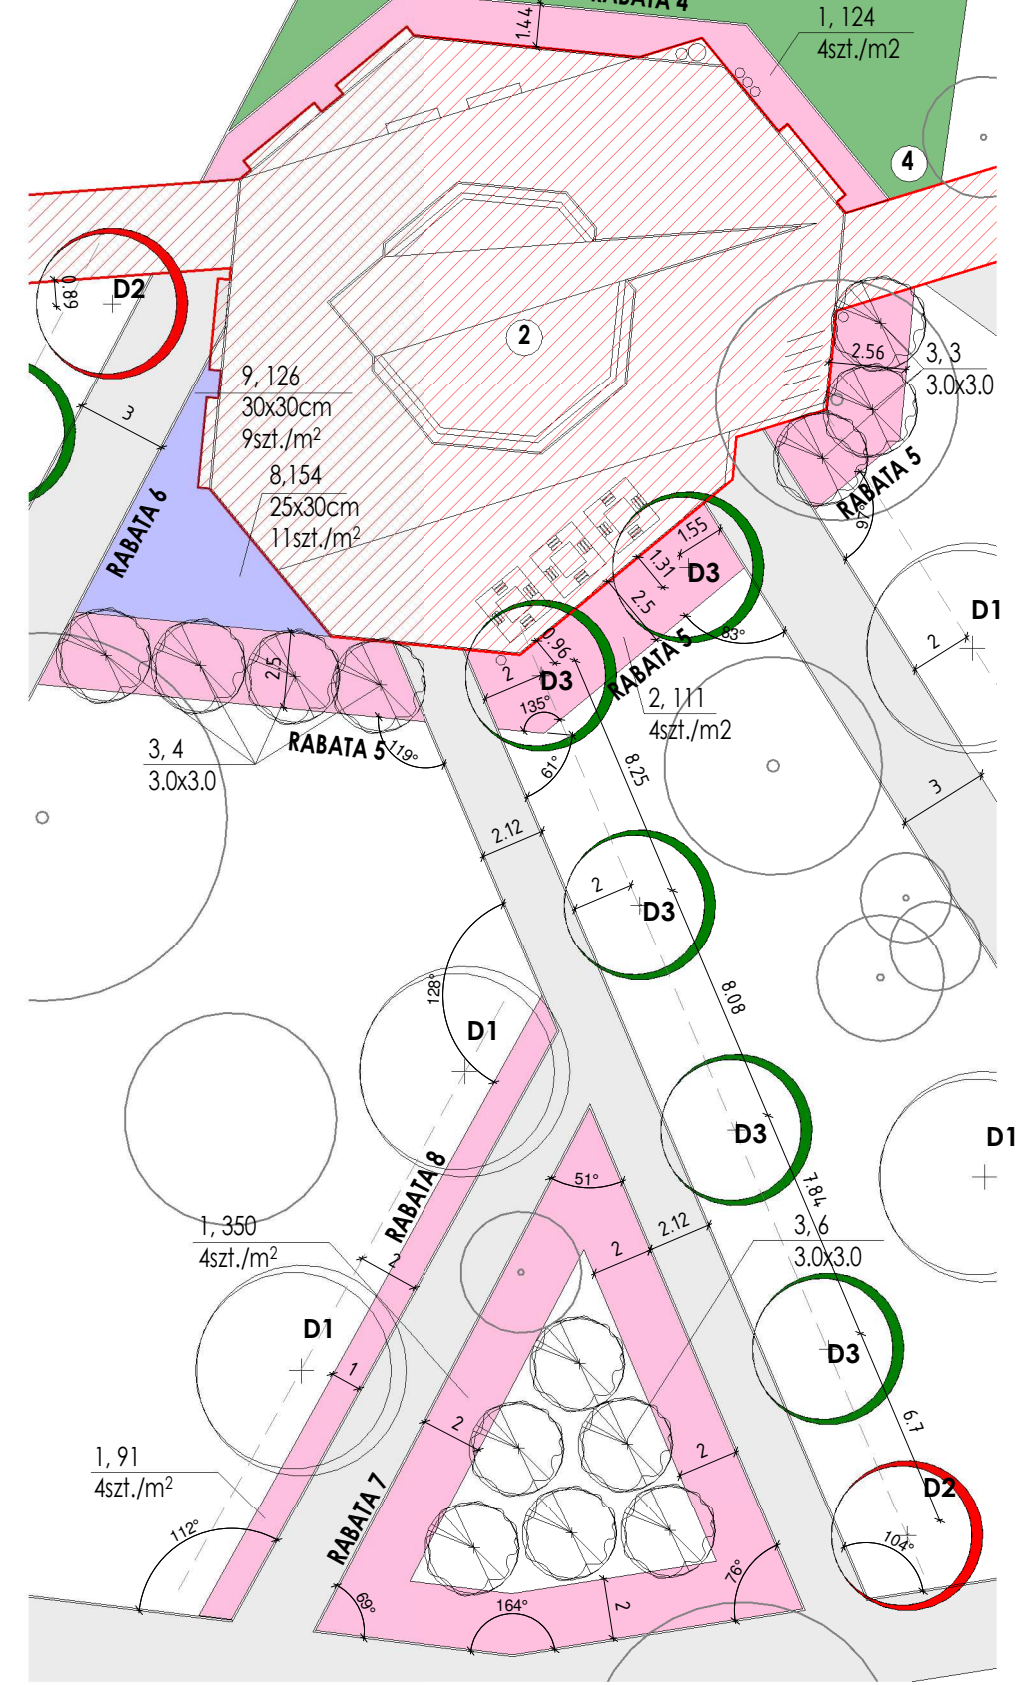 RABATA 4
1.44
1, 124
4szt./m2
4
D2
0.89
2
3
9, 126
30x30cm
9szt./m²
8,154
25x30cm
11szt./m²
RABATA 6
2.56
3, 3
3.0x3.0
RABATA 5
1.55
1.31
D3
2.5
83°
D1
2
0.96
D3
2
135°
RABATA 5
2, 111
4szt./m2
2.5
RABATA 5
119°
3, 4
3.0x3.0
61°
8.25
3
2.12
2
D3
128°
8.08
D1
D3
D1
RABATA 8
51°
7.84
1, 350
4szt./m²
2
2
2.12
3, 6
3.0x3.0
D1
D3
1
2
6.7
2
1, 91
4szt./m²
D2
RABATA 7
112°
104°
76°
69°
164°
2